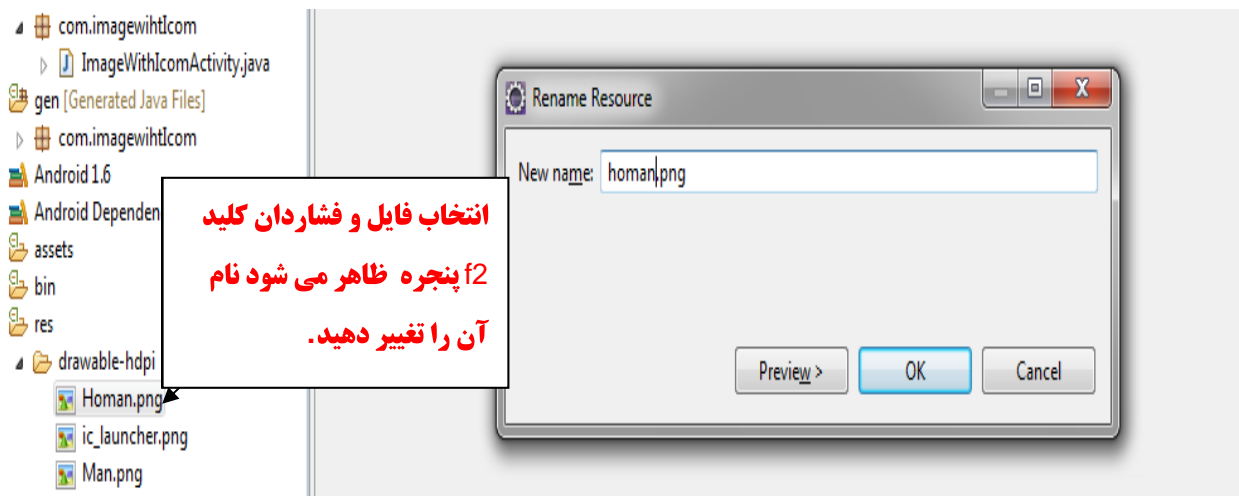 com.imagewihtIcom
ImageWithIcomActivity.java
gen [Generated Java Files]
com.imagewihtIcom
Android 1.6
Android Dependen
assets
bin
res
drawable-hdpi
Homan.png
ic_launcher.png
Man.png
انتخاب فایل و فشاردان کلید
f2 پنجره ظاهر می شود نام
آن را تغییر دهید.
Rename Resource
New name: homan.png
Preview >
OK
Cancel